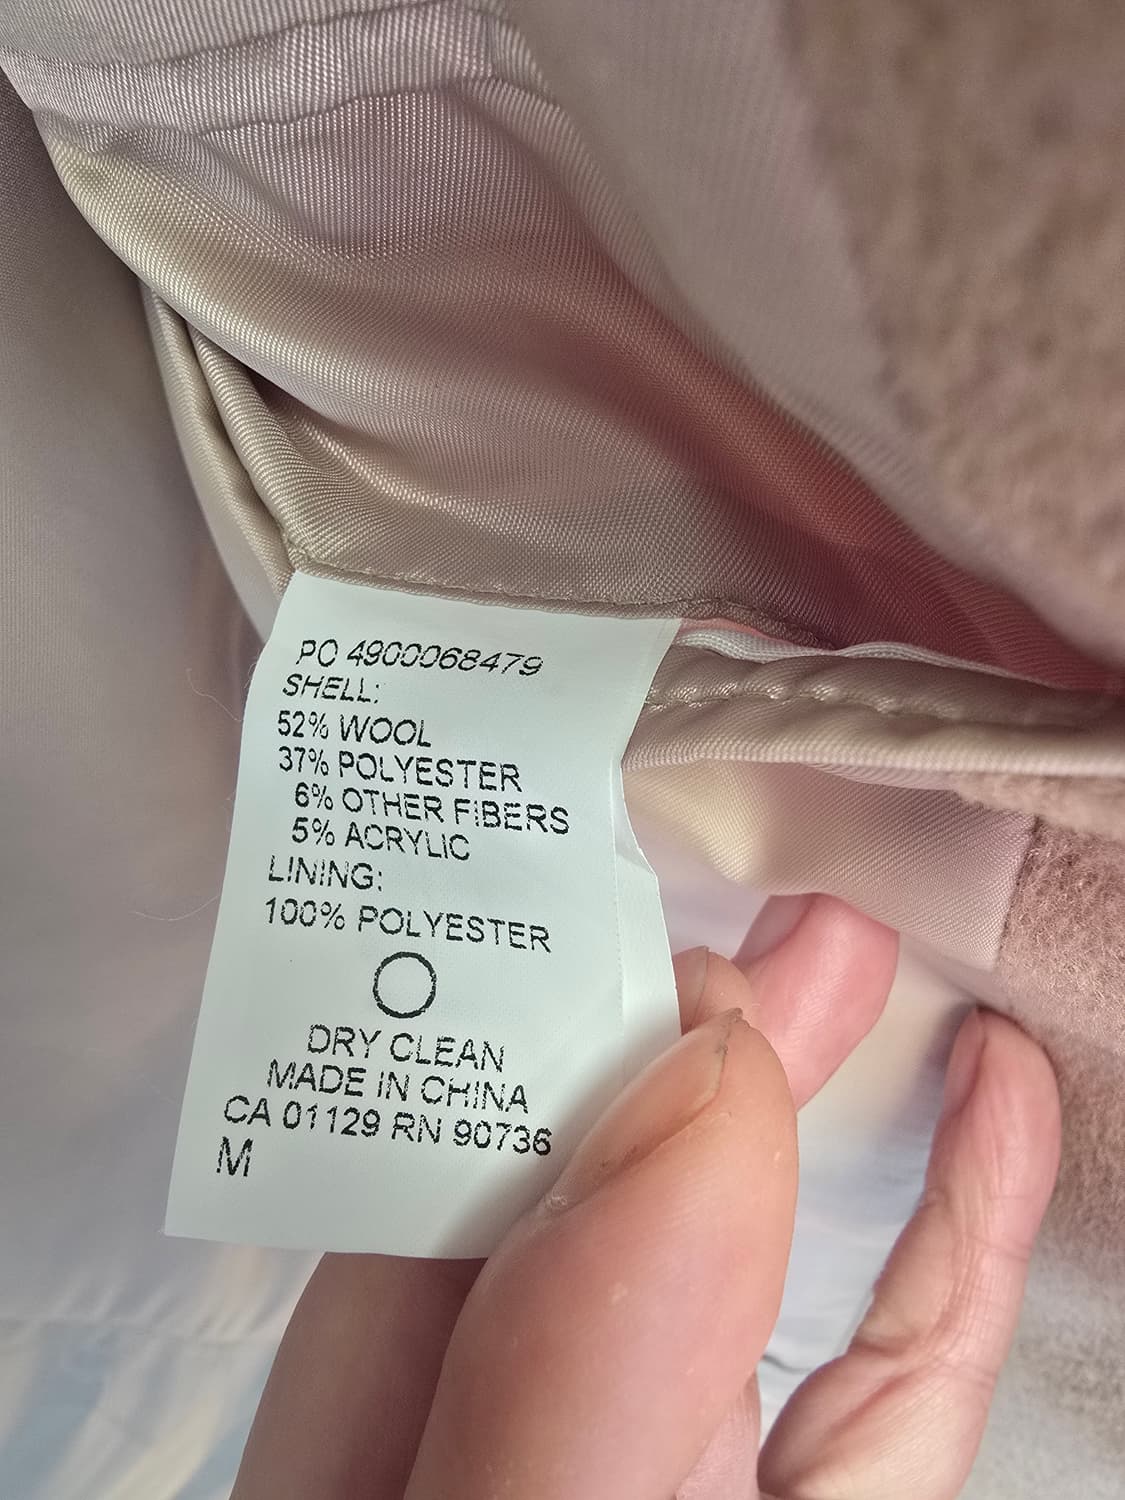 PO 4900068479
SHELL:
52% WOOL
37% POLYESTER
6% OTHER FIBERS
5% ACRYLIC
LINING:
100% POLYESTER
DRY CLEAN
MADE IN CHINA
CA 01129 RN 90736
M